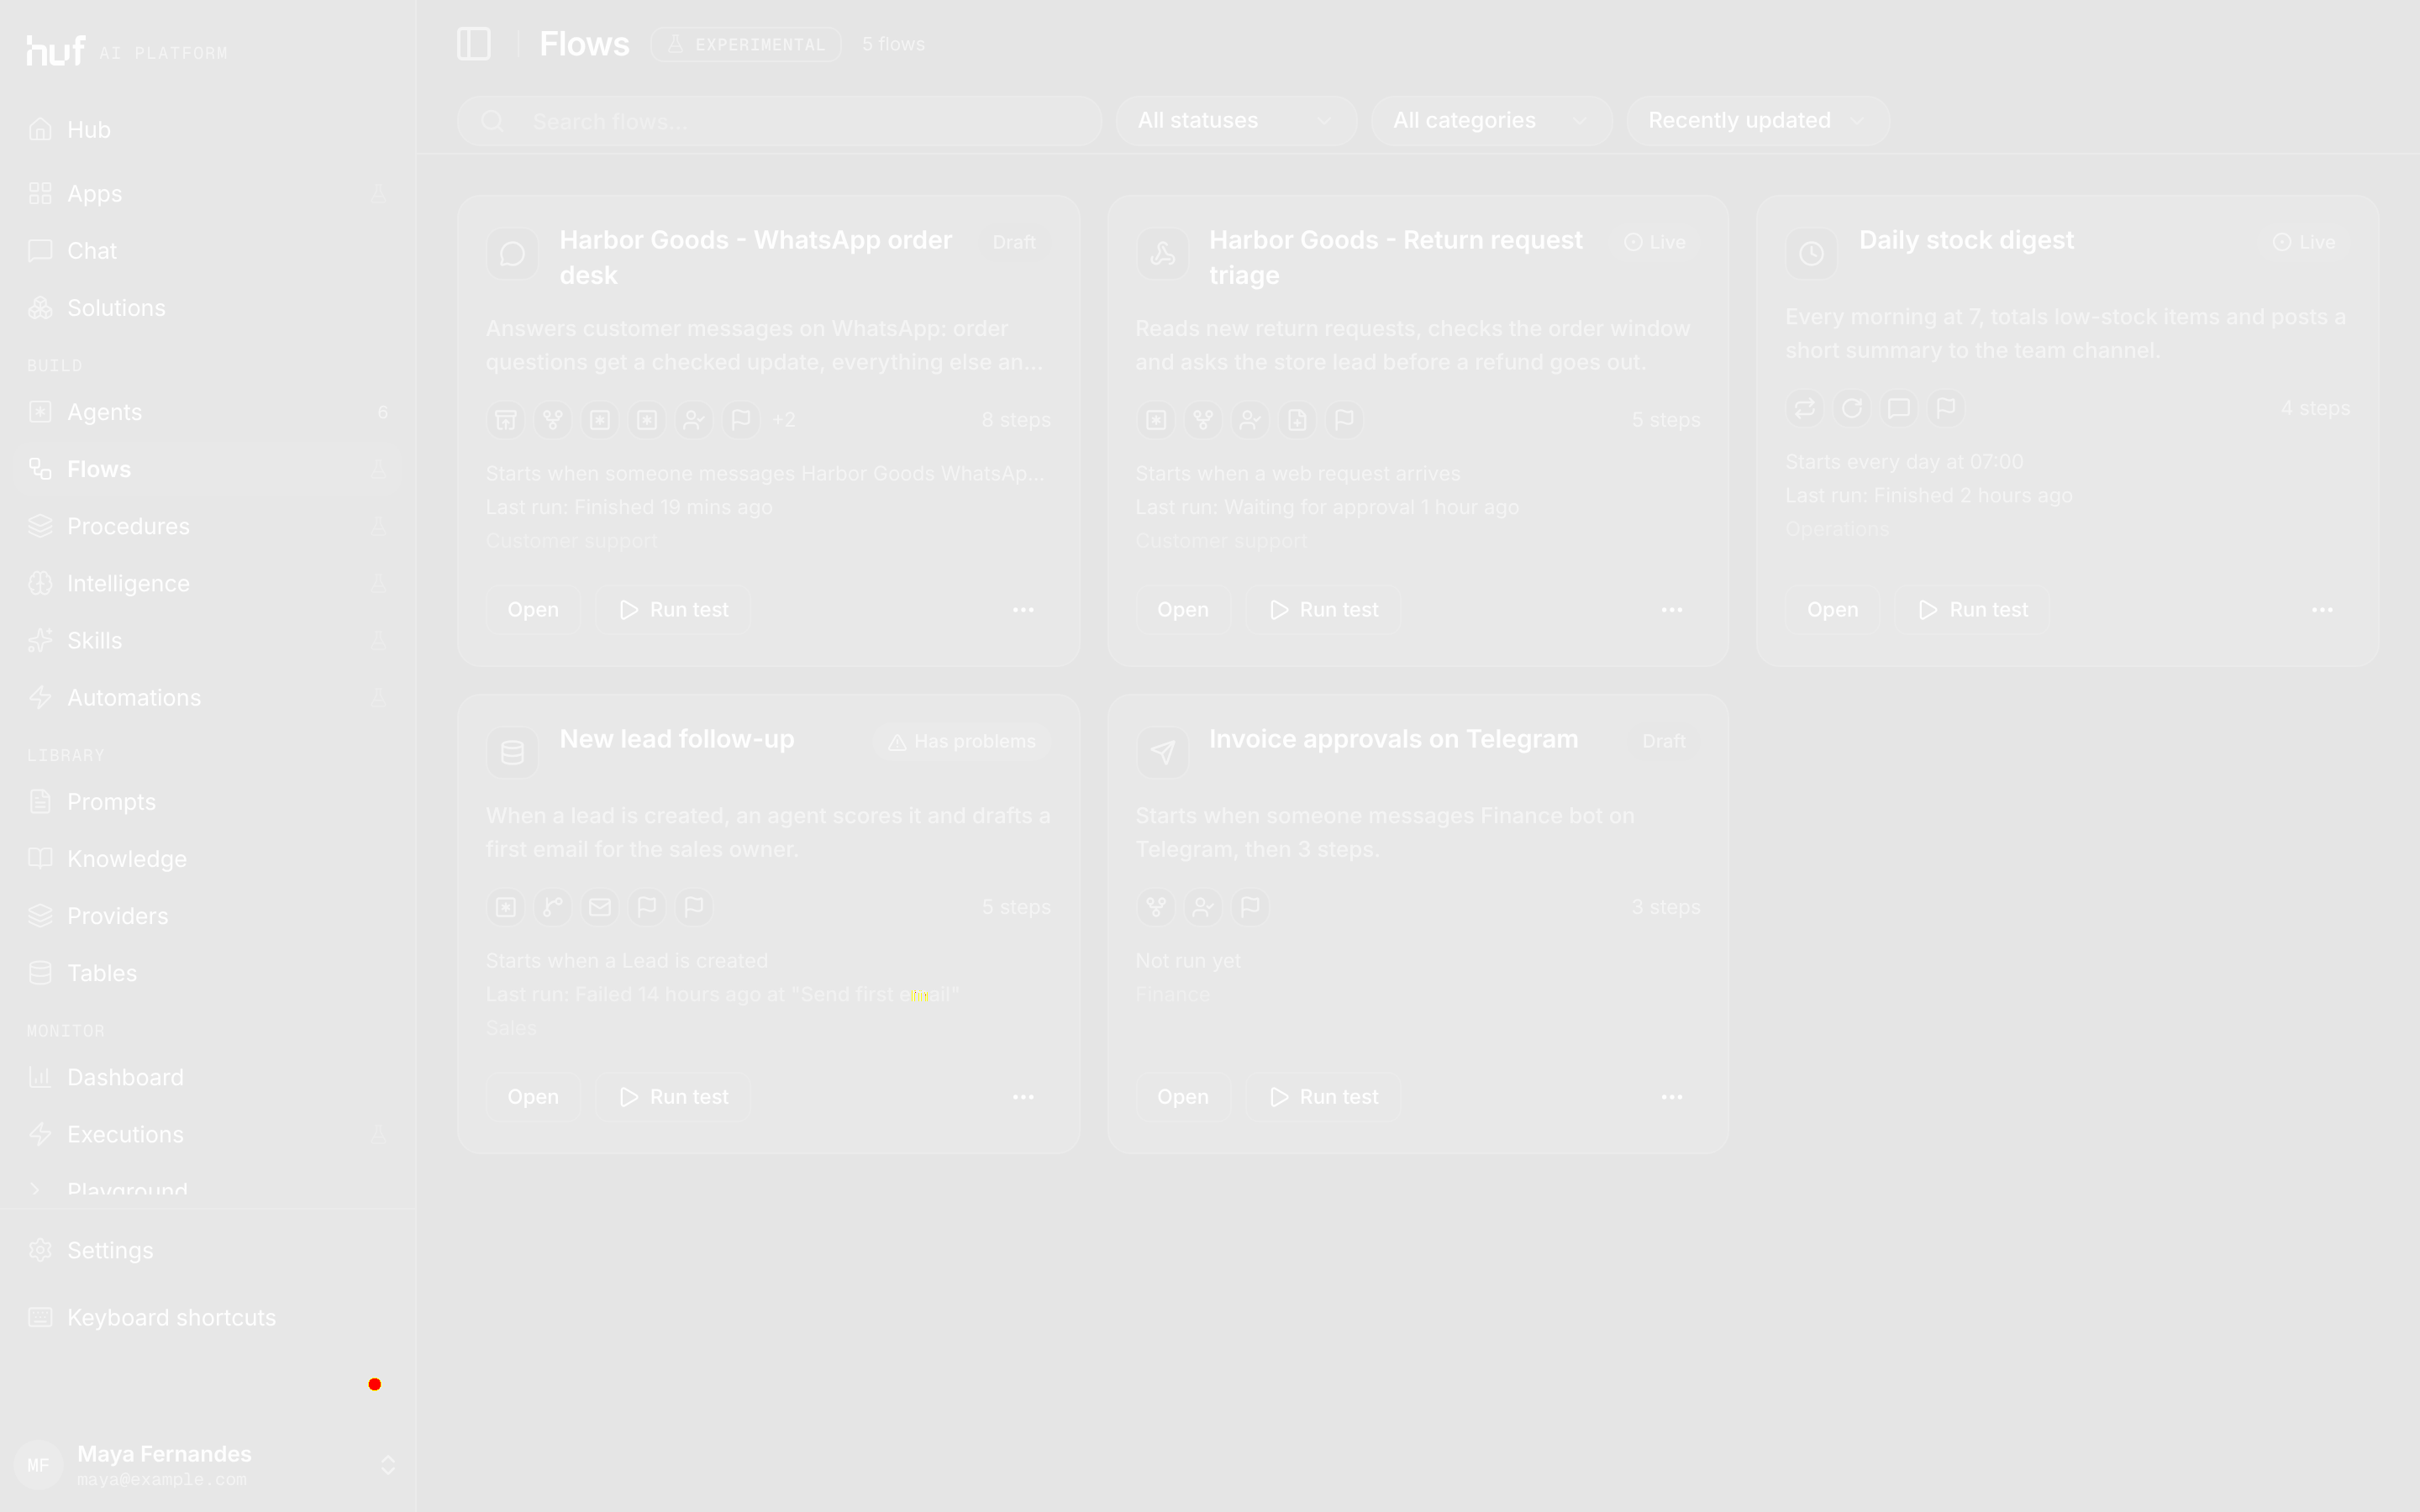 huf AI PLATFORM
Hub
Apps
Chat
Solutions
BUILD
Agents 6
Flows
Procedures
Intelligence
Skills
Automations
LIBRARY
Prompts
Knowledge
Providers
Tables
MONITOR
Dashboard
Executions
Playground
Settings
Keyboard shortcuts
MF Maya Fernandes
maya@example.com
Flows EXPERIMENTAL 5 flows
Search flows... All statuses All categories Recently updated
Harbor Goods - WhatsApp order desk Draft
Answers customer messages on WhatsApp: order
questions get a checked update, everything else an...
+2 8 steps
Starts when someone messages Harbor Goods WhatsAp...
Last run: Finished 19 mins ago
Customer support
Open Run test
Harbor Goods - Return request triage Live
Reads new return requests, checks the order window
and asks the store lead before a refund goes out.
5 steps
Starts when a web request arrives
Last run: Waiting for approval 1 hour ago
Customer support
Open Run test
Daily stock digest Live
Every morning at 7, totals low-stock items and posts a
short summary to the team channel.
4 steps
Starts every day at 07:00
Last run: Finished 2 hours ago
Operations
Open Run test
New lead follow-up Has problems
When a lead is created, an agent scores it and drafts a
first email for the sales owner.
5 steps
Starts when a Lead is created
Last run: Failed 14 hours ago at "Send first email"
Sales
Open Run test
Invoice approvals on Telegram Draft
Starts when someone messages Finance bot on
Telegram, then 3 steps.
3 steps
Not run yet
Finance
Open Run test